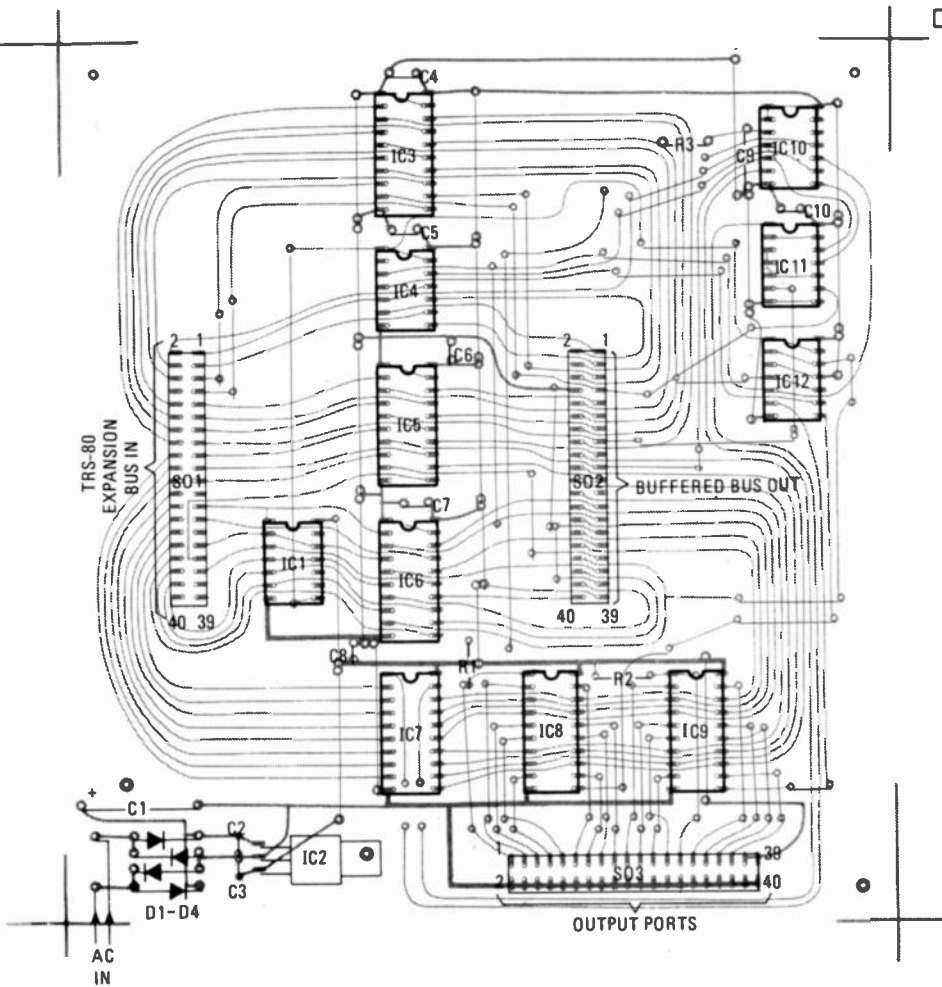 C4
IC3
R3
C9
IC10
C5
C10
IC4
IC11
2 1
2 1
C6
IC12
TRS-80
EXPANSION
BUS IN
IC5
SO1
SO2
BUFFERED BUS OUT
C7
IC1
IC6
40 39
40 39
C8
R1
R2
IC7
IC8
IC9
+
C1
C2
IC2
1
39
SO3
2
40
C3
D1-D4
OUTPUT PORTS
AC
IN